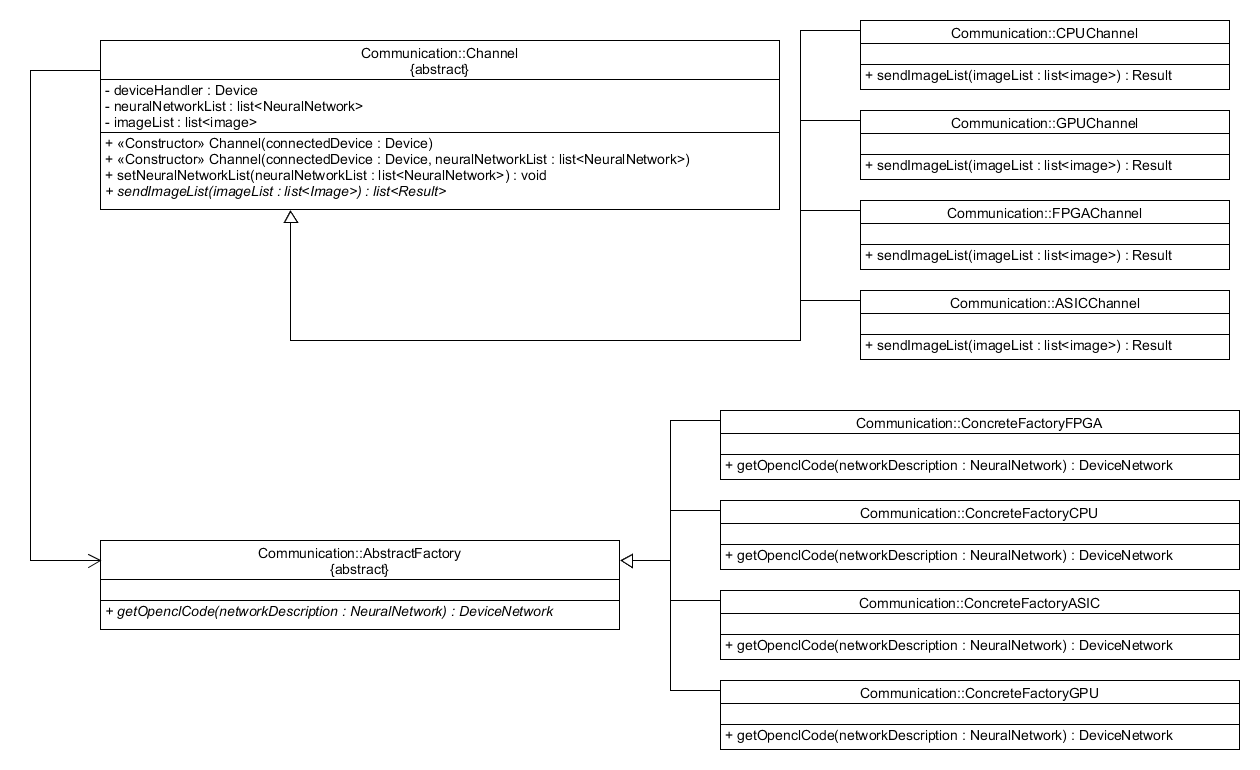 Communication::Channel
{abstract}
- deviceHandler : Device
- neuralNetworkList : list<NeuralNetwork>
- imageList : list<image>
+ «Constructor» Channel(connectedDevice : Device)
+ «Constructor» Channel(connectedDevice : Device, neuralNetworkList : list<NeuralNetwork>)
+ setNeuralNetworkList(neuralNetworkList : list<NeuralNetwork>) : void
+ sendImageList(imageList : list<Image>) : list<Result>
Communication::CPUChannel
+ sendImageList(imageList : list<image>) : Result
Communication::GPUChannel
+ sendImageList(imageList : list<image>) : Result
Communication::FPGAChannel
+ sendImageList(imageList : list<image>) : Result
Communication::ASICChannel
+ sendImageList(imageList : list<image>) : Result
Communication::AbstractFactory
{abstract}
+ getOpenclCode(networkDescription : NeuralNetwork) : DeviceNetwork
Communication::ConcreteFactoryFPGA
+ getOpenclCode(networkDescription : NeuralNetwork) : DeviceNetwork
Communication::ConcreteFactoryCPU
+ getOpenclCode(networkDescription : NeuralNetwork) : DeviceNetwork
Communication::ConcreteFactoryASIC
+ getOpenclCode(networkDescription : NeuralNetwork) : DeviceNetwork
Communication::ConcreteFactoryGPU
+ getOpenclCode(networkDescription : NeuralNetwork) : DeviceNetwork